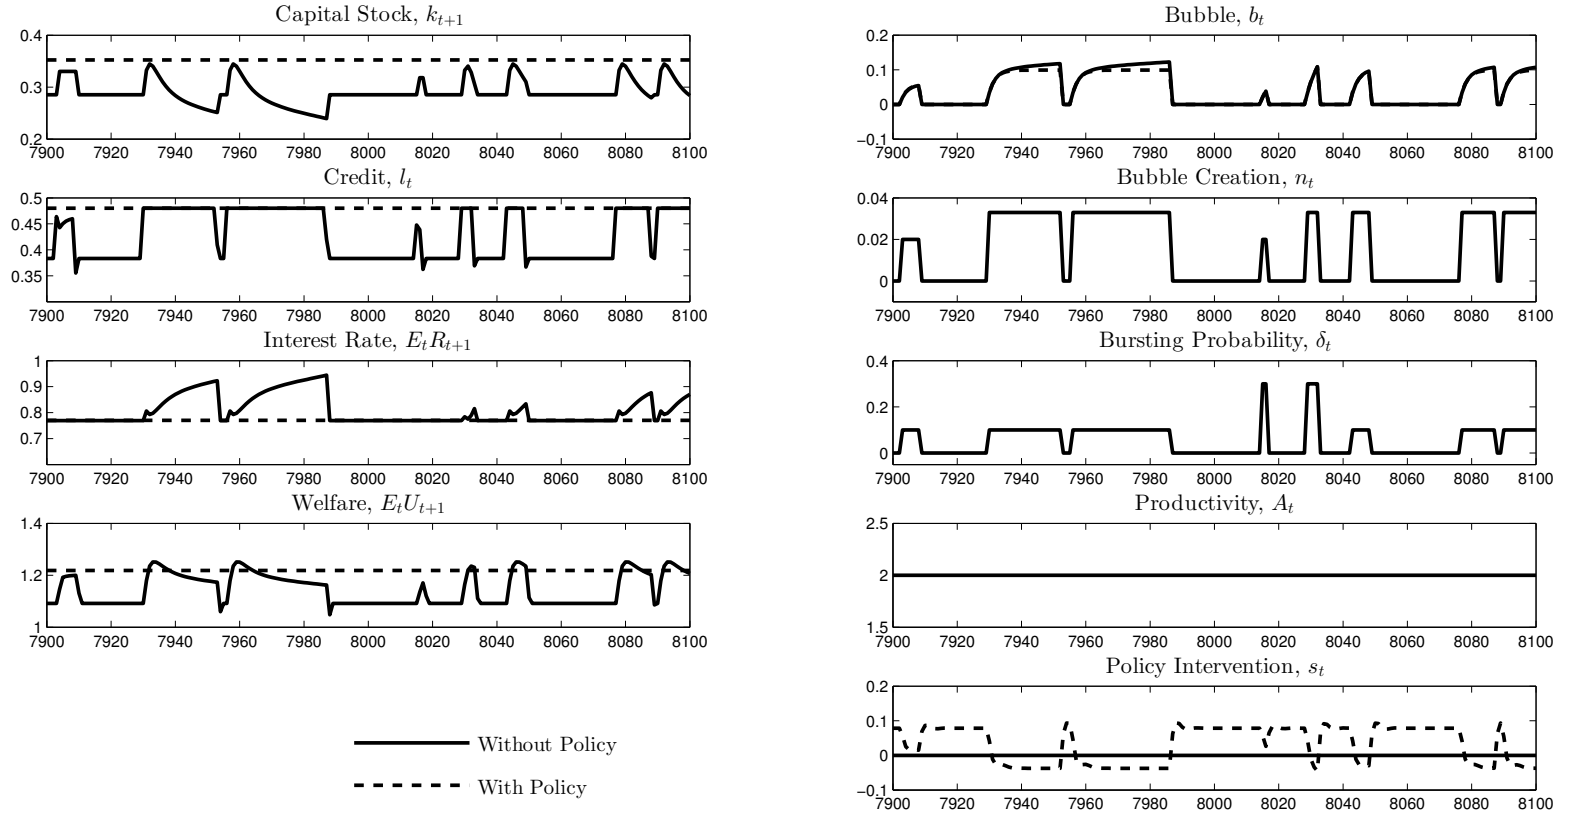 Capital Stock, k_{t+1}
0.4
0.3
0.2
7900 7920 7940 7960 7980 8000 8020 8040 8060 8080 8100
Credit, l_t
0.5
0.45
0.4
0.35
7900 7920 7940 7960 7980 8000 8020 8040 8060 8080 8100
Interest Rate, E_tR_{t+1}
1
0.9
0.8
0.7
7900 7920 7940 7960 7980 8000 8020 8040 8060 8080 8100
Welfare, E_tU_{t+1}
1.4
1.2
1
7900 7920 7940 7960 7980 8000 8020 8040 8060 8080 8100
Without Policy
With Policy
Bubble, b_t
0.2
0.1
0
−0.1
7900 7920 7940 7960 7980 8000 8020 8040 8060 8080 8100
Bubble Creation, n_t
0.04
0.02
0
7900 7920 7940 7960 7980 8000 8020 8040 8060 8080 8100
Bursting Probability, δ_t
0.4
0.2
0
7900 7920 7940 7960 7980 8000 8020 8040 8060 8080 8100
Productivity, A_t
2.5
2
1.5
7900 7920 7940 7960 7980 8000 8020 8040 8060 8080 8100
Policy Intervention, s_t
0.2
0.1
0
−0.1
7900 7920 7940 7960 7980 8000 8020 8040 8060 8080 8100